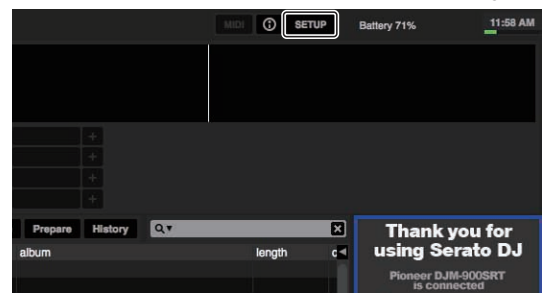 MIDI SETUP Battery 71% 11:58 AM
Prepare History
album length
Thank you for
using Serato DJ
Pioneer DJM-900SRT
is connected